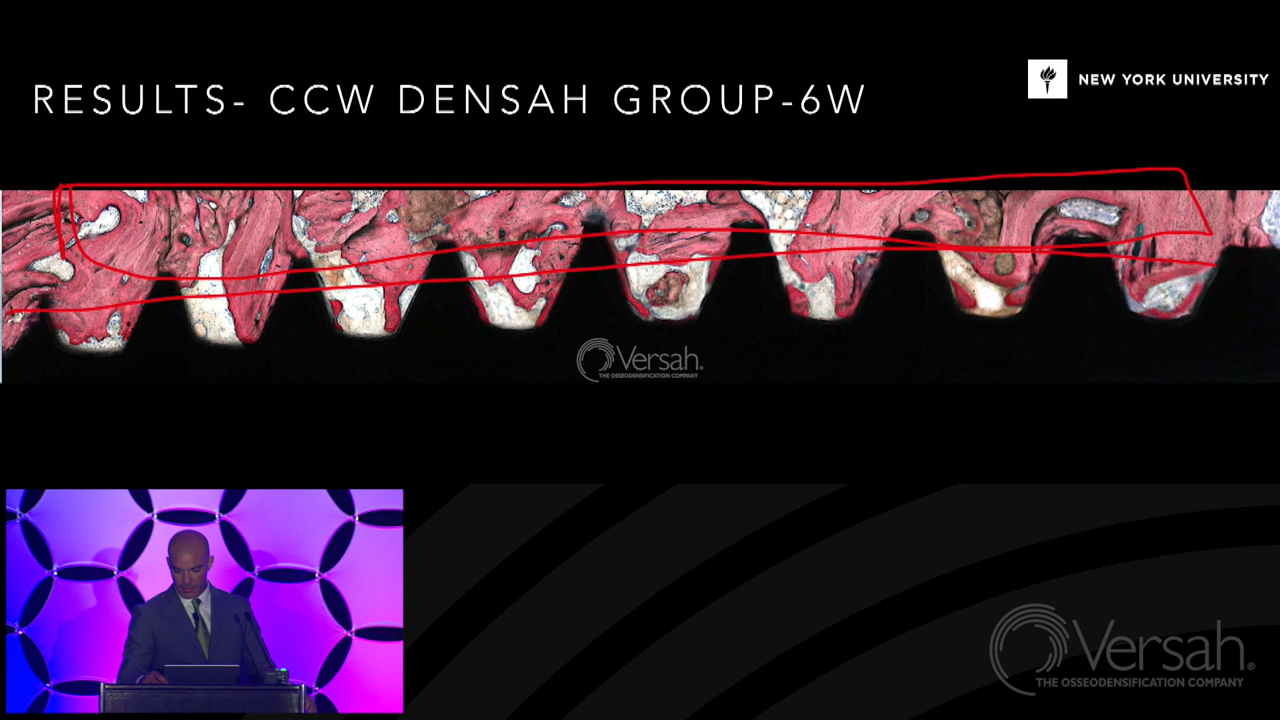 RESULTS- CCW DENSAH GROUP-6W
NEW YORK UNIVERSITY
Versah®
THE OSSEODENSIFICATION COMPANY
Versah®
THE OSSEODENSIFICATION COMPANY